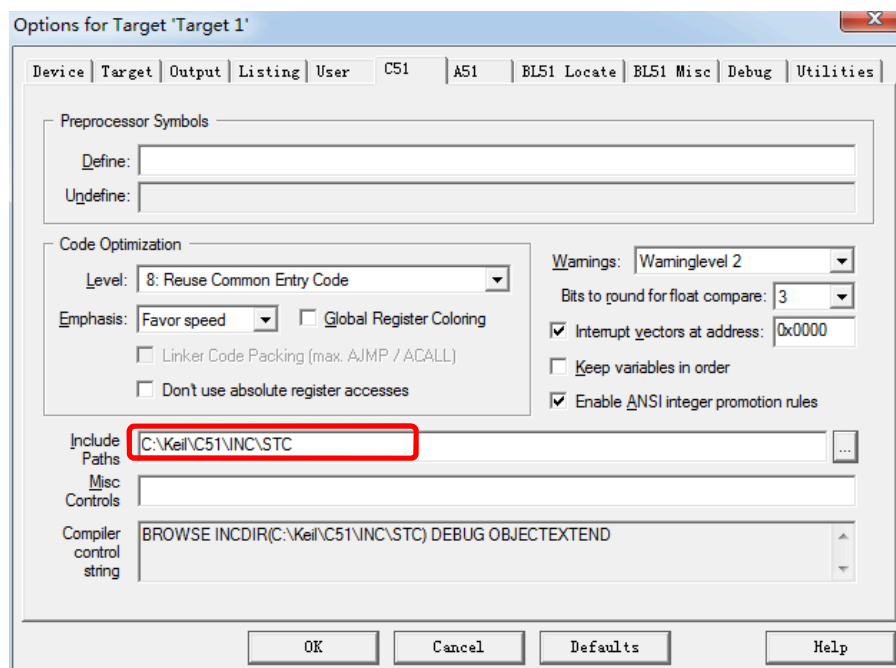 Options for Target 'Target 1'
Device Target Output Listing User C51 A51 BL51 Locate BL51 Misc Debug Utilities
Preprocessor Symbols
Define:
Undefine:
Code Optimization
Level: 8: Reuse Common Entry Code
Emphasis: Favor speed Global Register Coloring
Linker Code Packing (max. AJMP / ACALL)
Don't use absolute register accesses
Warnings: Warninglevel 2
Bits to round for float compare: 3
Interrupt vectors at address: 0x0000
Keep variables in order
Enable ANSI integer promotion rules
Include Paths C:\Keil\C51\INC\STC ...
Misc Controls
Compiler control string BROWSE INCDIR(C:\Keil\C51\INC\STC) DEBUG OBJECTEXTEND
OK Cancel Defaults Help